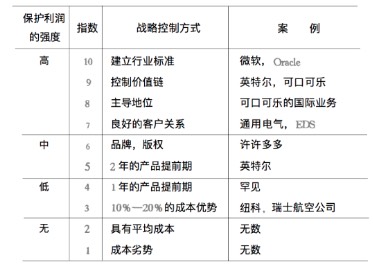 保护利润的强度 指数 战略控制方式 案 例
高 10 建立行业标准 微软，Oracle
9 控制价值链 英特尔，可口可乐
8 主导地位 可口可乐的国际业务
7 良好的客户关系 通用电气，EDS
中 6 品牌，版权 许许多多
5 2年的产品提前期 英特尔
低 4 1年的产品提前期 罕见
3 10%—20%的成本优势 纽科、瑞士航空公司
无 2 具有平均成本 无数
1 成本劣势 无数